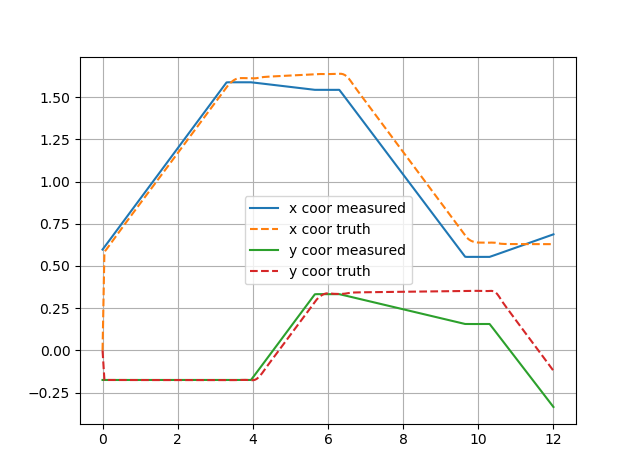 1.50
1.25
1.00
0.75
0.50
0.25
0.00
−0.25
x coor measured
x coor truth
y coor measured
y coor truth
0 2 4 6 8 10 12